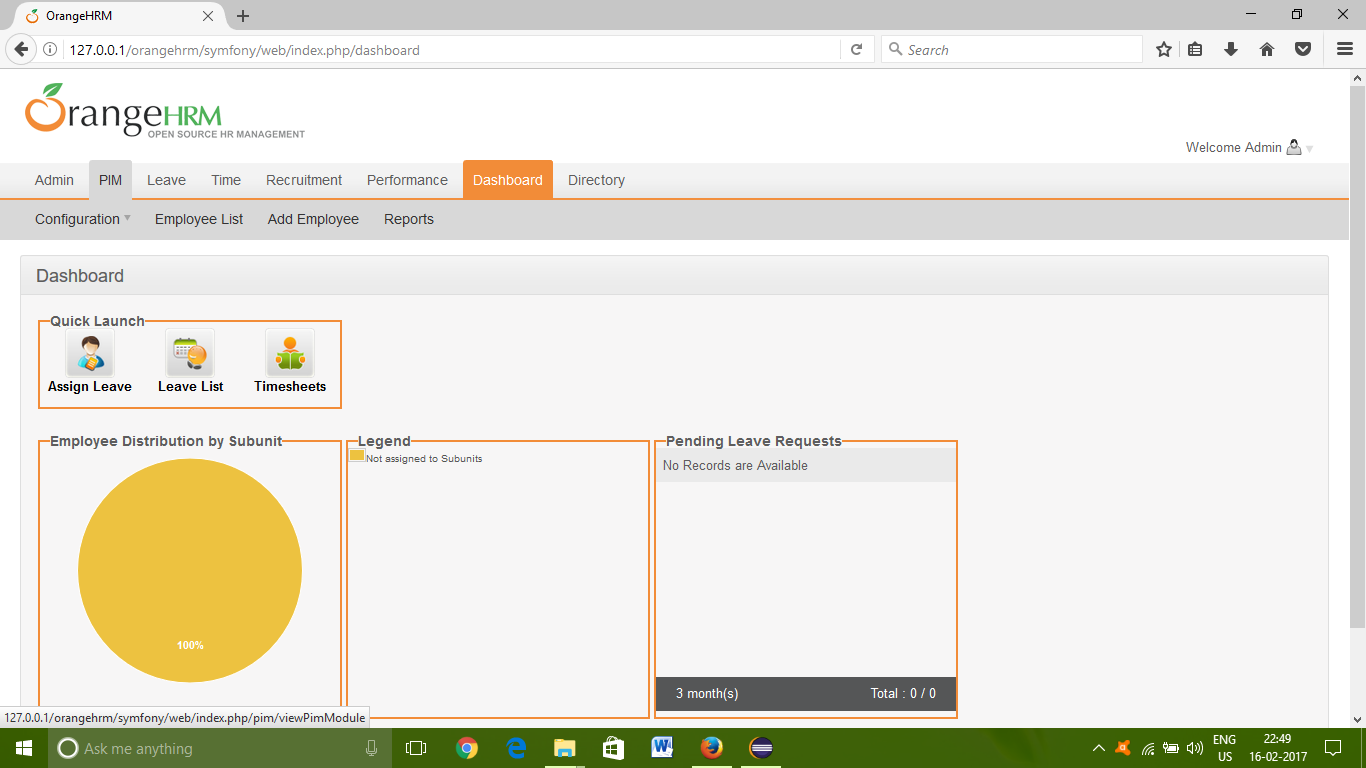 OrangeHRM
127.0.0.1/orangehrm/symfony/web/index.php/dashboard
Search
OrangeHRM
OPEN SOURCE HR MANAGEMENT
Welcome Admin
Admin PIM Leave Time Recruitment Performance Dashboard Directory
Configuration Employee List Add Employee Reports
Dashboard
Quick Launch
Assign Leave Leave List Timesheets
Employee Distribution by Subunit
100%
Legend
Not assigned to Subunits
Pending Leave Requests
No Records are Available
3 month(s) Total : 0 / 0
127.0.0.1/orangehrm/symfony/web/index.php/pim/viewPimModule
Ask me anything
ENG
US
22:49
16-02-2017